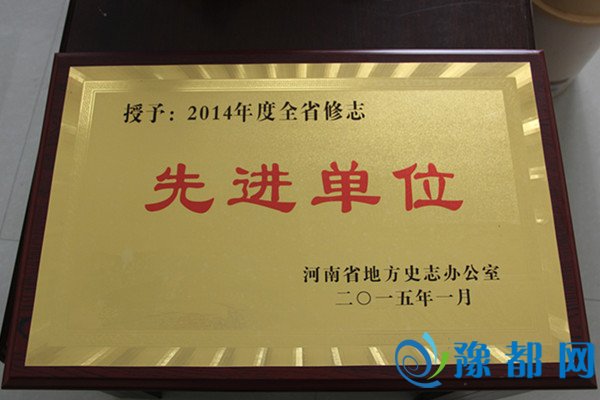 授予：2014年度全省修志
先进单位
河南省地方史志办公室
二〇一五年一月
豫都网